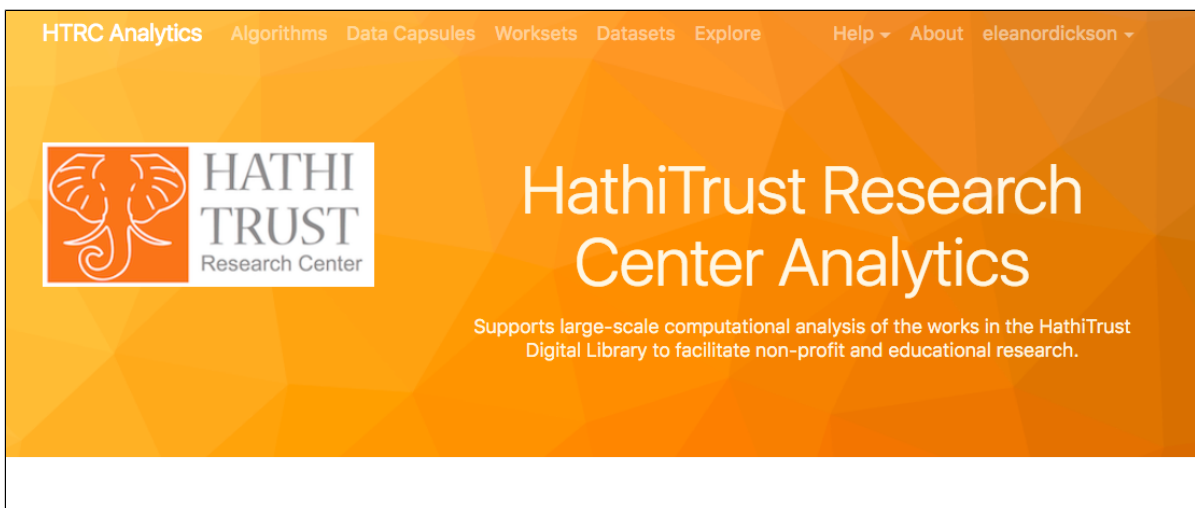 HTRC Analytics Algorithms Data Capsules Worksets Datasets Explore Help About eleanordickson
HATHI
TRUST
Research Center
HathiTrust Research
Center Analytics
Supports large-scale computational analysis of the works in the HathiTrust
Digital Library to facilitate non-profit and educational research.